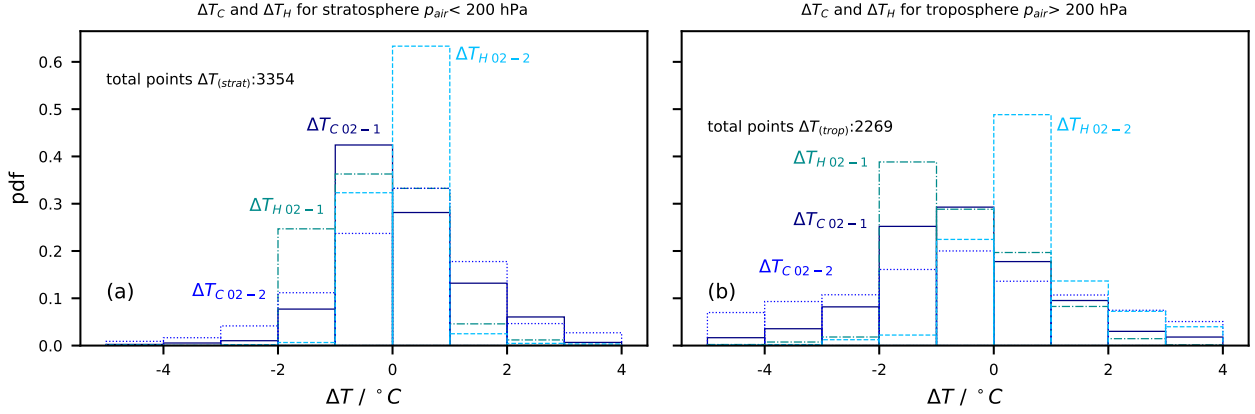 ΔT_C and ΔT_H for stratosphere p_air< 200 hPa
total points ΔT_(strat):3354
ΔT_H 02−2
ΔT_C 02−1
ΔT_H 02−1
ΔT_C 02−2
(a)
pdf
0.6
0.5
0.4
0.3
0.2
0.1
0.0
-4 -2 0 2 4
ΔT / °C
ΔT_C and ΔT_H for troposphere p_air> 200 hPa
total points ΔT_(trop):2269
ΔT_H 02−2
ΔT_H 02−1
ΔT_C 02−1
ΔT_C 02−2
(b)
-4 -2 0 2 4
ΔT / °C